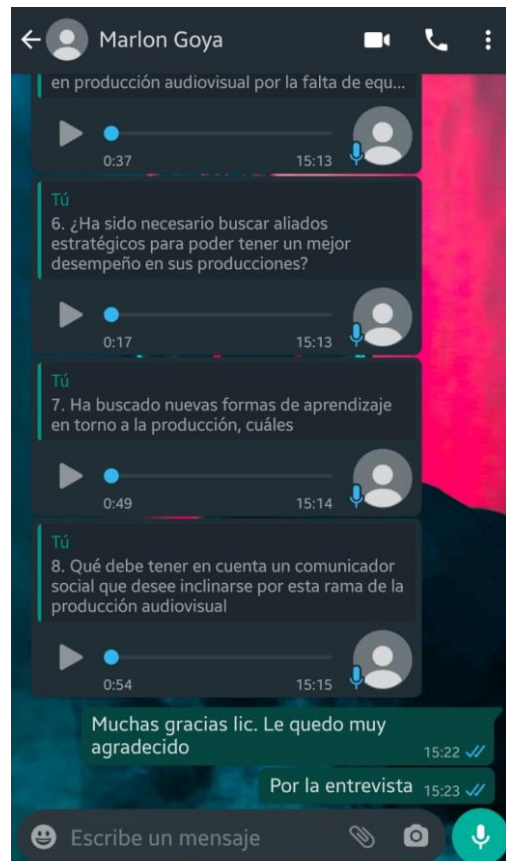 Marlon Goya
en producción audiovisual por la falta de equ...
0:37 15:13
Tú
6. ¿Ha sido necesario buscar aliados
estratégicos para poder tener un mejor
desempeño en sus producciones?
0:17 15:13
Tú
7. Ha buscado nuevas formas de aprendizaje
en torno a la producción, cuáles
0:49 15:14
Tú
8. Qué debe tener en cuenta un comunicador
social que desee inclinarse por esta rama de la
producción audiovisual
0:54 15:15
Muchas gracias lic. Le quedo muy
agradecido 15:22
Por la entrevista 15:23
Escribe un mensaje